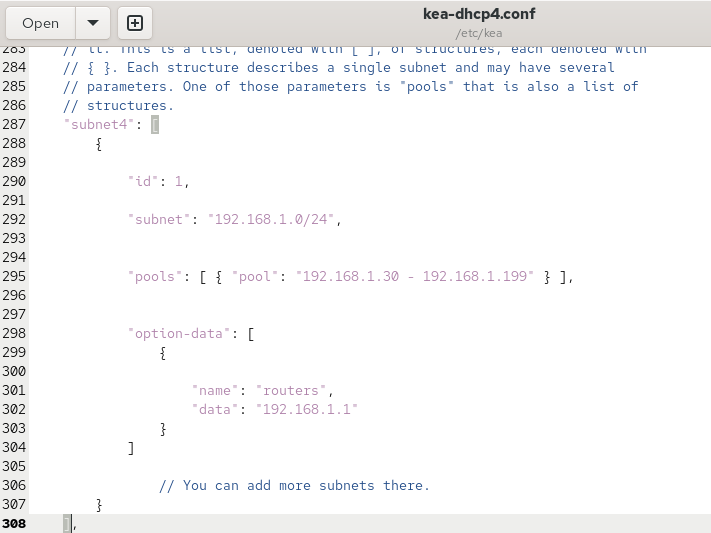 Open
kea-dhcp4.conf
/etc/kea
283 // it. This is a list, denoted with [ ], of structures, each denoted with
284 // { }. Each structure describes a single subnet and may have several
285 // parameters. One of those parameters is "pools" that is also a list of
286 // structures.
287 "subnet4": [
288 {
289
290 "id": 1,
291
292 "subnet": "192.168.1.0/24",
293
294
295 "pools": [ { "pool": "192.168.1.30 - 192.168.1.199" } ],
296
297
298 "option-data": [
299 {
300
301 "name": "routers",
302 "data": "192.168.1.1"
303 }
304 ]
305
306 // You can add more subnets there.
307 }
308 ],